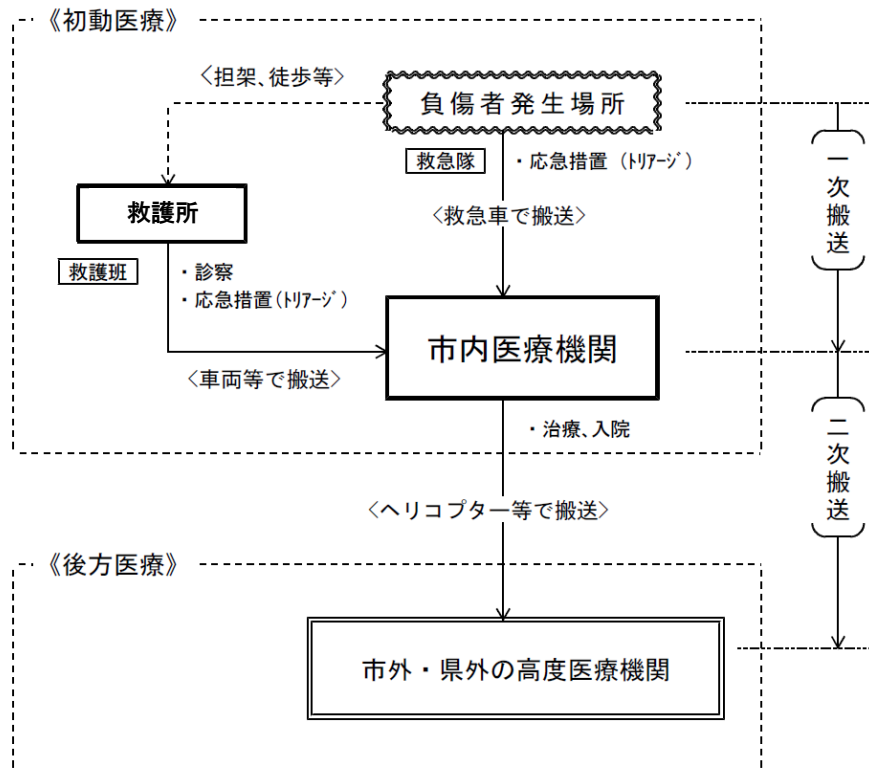 《初動医療》
〈担架、徒歩等〉
負傷者発生場所
救急隊
・応急措置（ﾄﾘｱｰｼﾞ）
一次搬送
救護所
〈救急車で搬送〉
救護班
・診察
・応急措置（ﾄﾘｱｰｼﾞ）
市内医療機関
〈車両等で搬送〉
・治療、入院
二次搬送
〈ヘリコプター等で搬送〉
《後方医療》
市外・県外の高度医療機関